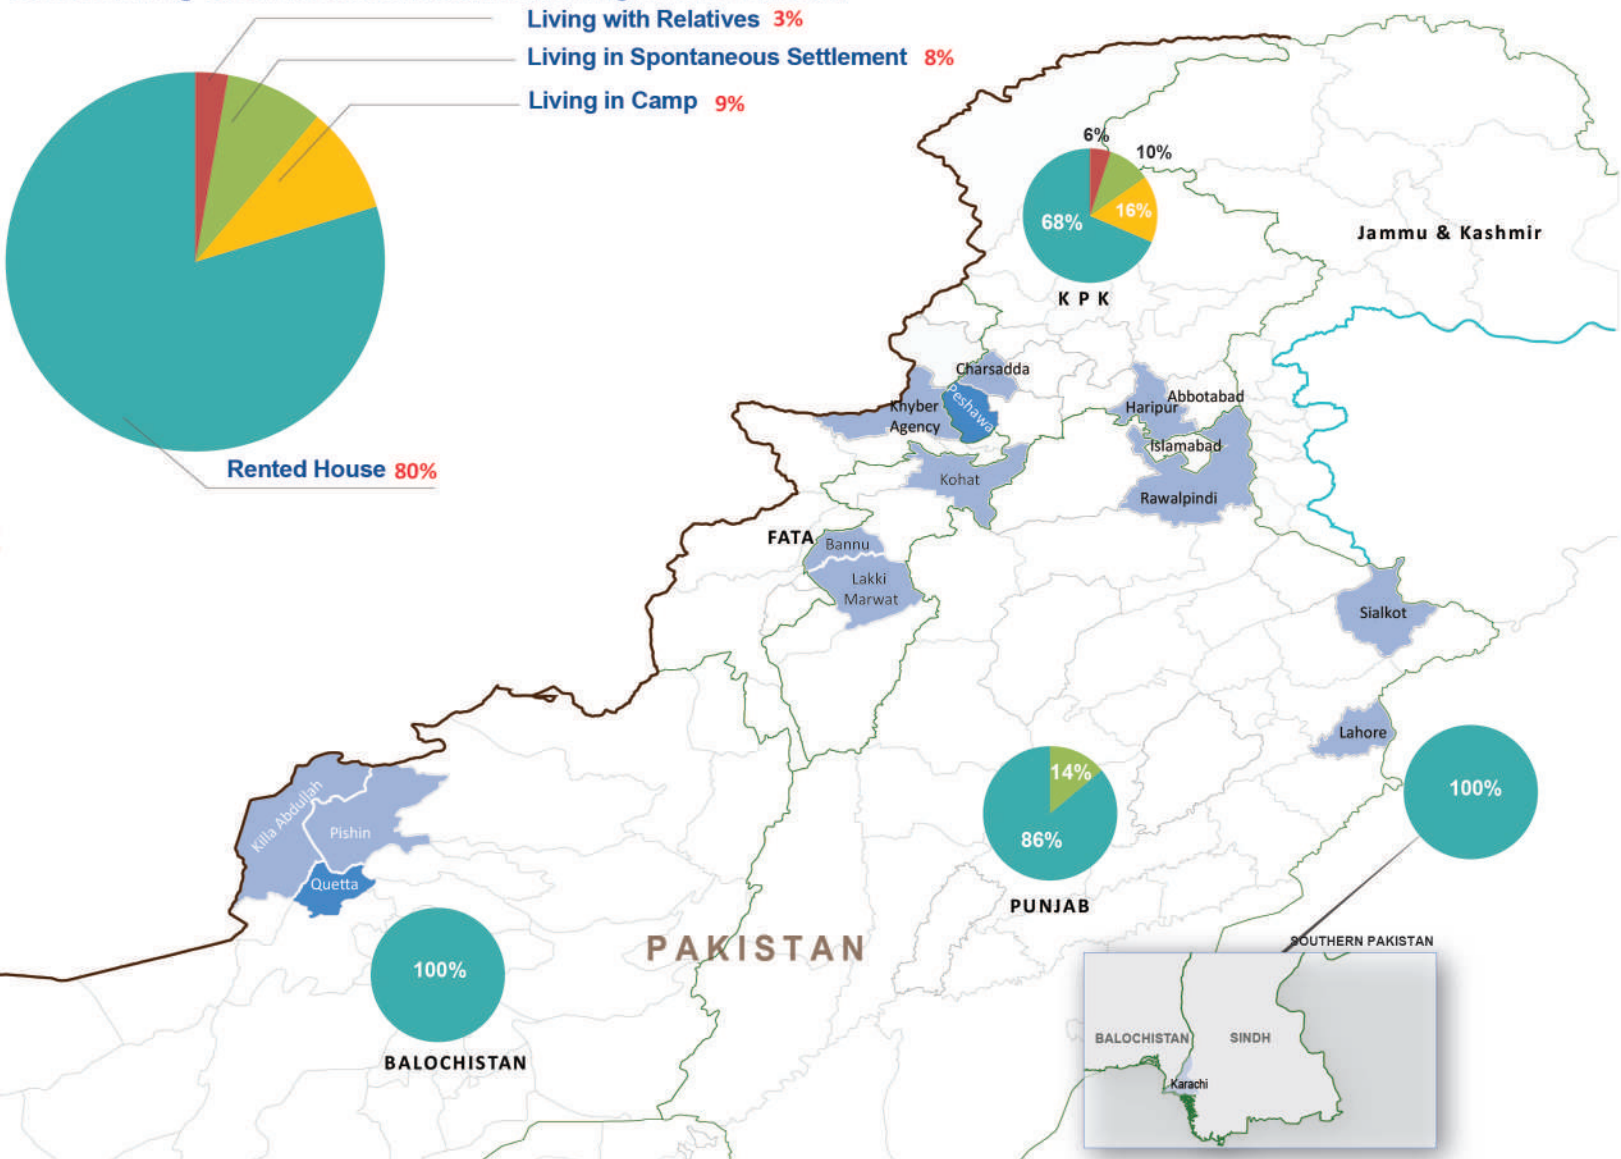 Living with Relatives 3%
Living in Spontaneous Settlement 8%
Living in Camp 9%
Rented House 80%
6%
10%
16%
68%
K P K
Jammu & Kashmir
Charsadda
Peshawa
Khyber
Agency
Abbotabad
Haripur
Islamabad
Kohat
Rawalpindi
FATA
Bannu
Lakki
Marwat
Sialkot
Lahore
100%
14%
86%
PUNJAB
Killa Abdullah
Pishin
Quetta
100%
BALOCHISTAN
PAKISTAN
SOUTHERN PAKISTAN
BALOCHISTAN
SINDH
Karachi